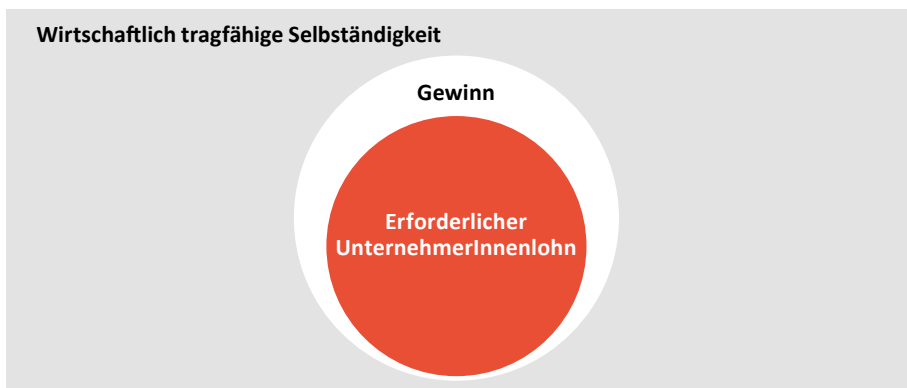 Wirtschaftlich tragfähige Selbständigkeit
Gewinn
Erforderlicher
UnternehmerInnenlohn